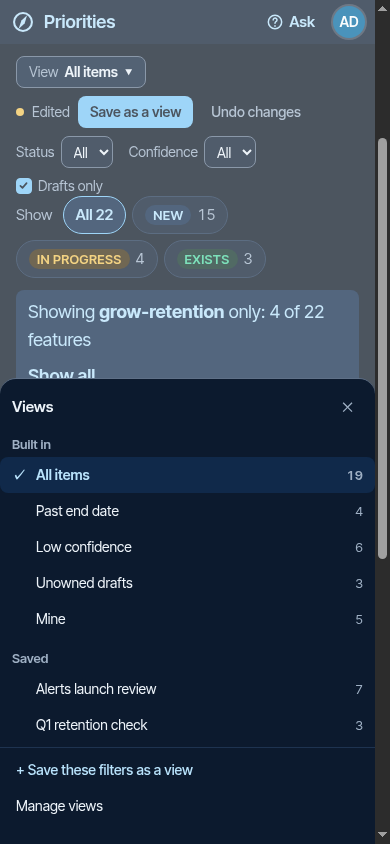 Priorities
Ask
AD
View All items ▼
Edited
Save as a view
Undo changes
Status
All
Confidence
All
Drafts only
Show
All 22
NEW 15
IN PROGRESS 4
EXISTS 3
Showing grow-retention only: 4 of 22
features
Show all
Views
Built in
✓ All items 19
Past end date 4
Low confidence 6
Unowned drafts 3
Mine 5
Saved
Alerts launch review 7
Q1 retention check 3
+ Save these filters as a view
Manage views